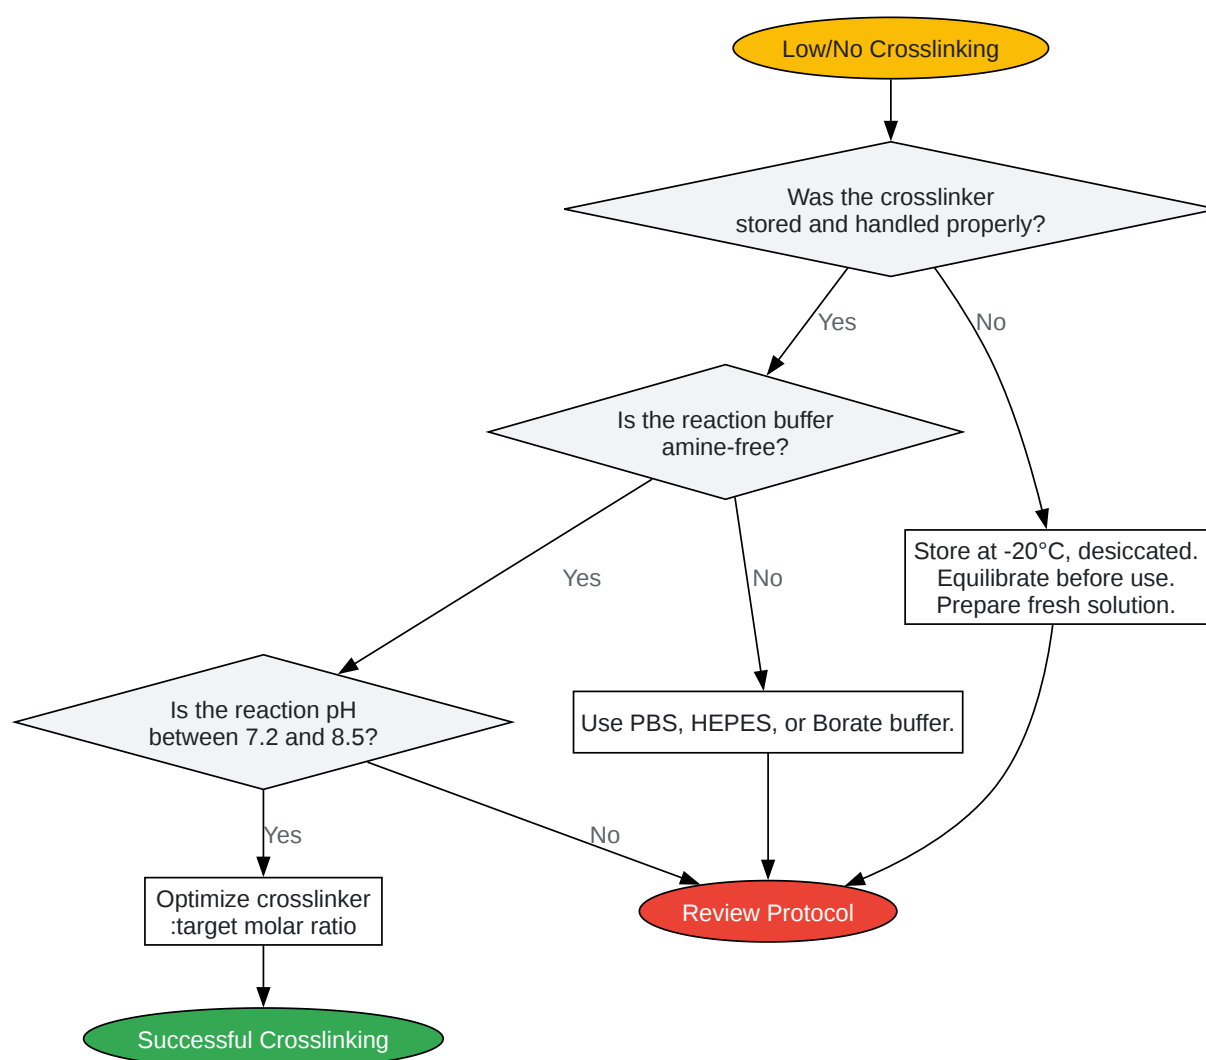 Low/No Crosslinking
Was the crosslinker
stored and handled properly?
Yes
No
Is the reaction buffer
amine-free?
Yes
No
Store at -20°C, desiccated.
Equilibrate before use.
Prepare fresh solution.
Is the reaction pH
between 7.2 and 8.5?
Use PBS, HEPES, or Borate buffer.
Yes
No
Optimize crosslinker
:target molar ratio
Review Protocol
Successful Crosslinking